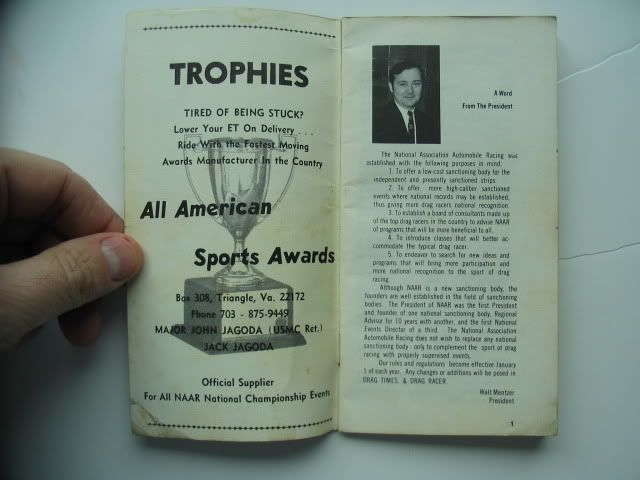 TROPHIES
TIRED OF BEING STUCK?
Lower Your ET On Delivery . . .
Ride With the Fastest Moving
Awards Manufacturer In the Country
All American
Sports Awards
Box 308, Triangle, Va. 22172
Phone 703 - 875-9449
MAJOR JOHN JAGODA (USMC Ret.)
JACK JAGODA
Official Supplier
For All NAAR National Championship Events
A Word
From The President
The National Association Automobile Racing was
established with the following purposes in mind:
1. To offer a low-cost sanctioning body for the
independent and presently sanctioned strips.
2. To offer more high-caliber sanctioned
events where national records may be established,
thus giving more drag racers national recognition.
3. To establish a board of consultants made up
of the top drag racers in the country to advise NAAR
of programs that will be more beneficial to all.
4. To introduce classes that will better ac-
commodate the typical drag racer.
5. To endeavor to search for new ideas and
programs that will bring more participation and
more national recognition to the sport of drag
racing.
Although NAAR is a new sanctioning body, the
founders are well established in the field of sanctioning
bodies. The President of NAAR was the first President
and founder of one national sanctioning body, Regional
Advisor for 10 years with another, and the first National
Events Director of a third. The National Association
Automobile Racing does not wish to replace any national
sanctioning body - only to complement the sport of drag
racing with properly supervised events.
Our rules and regulations become effective January
1 of each year. Any changes or additions will be posed in
DRAG TIMES, & DRAG RACER.
Walt Mentzer
President
1